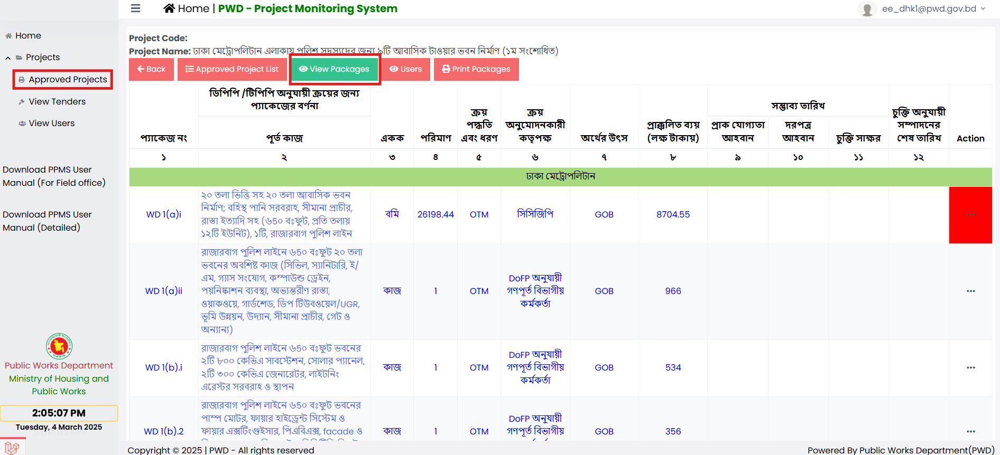 Home | PWD - Project Monitoring System
ee_dhk1@pwd.gov.bd
Home
Projects
Approved Projects
View Tenders
View Users
Download PPMS User
Manual (For Field office)
Download PPMS User
Manual (Detailed)
Public Works Department
Ministry of Housing and
Public Works
2:05:07 PM
Tuesday, 4 March 2025
Project Code:
Project Name: ঢাকা মেট্রোপলিটান এলাকায় পুলিশ সদস্যদের জন্য ৯টি আবাসিক টাওয়ার ভবন নির্মাণ (১ম সংশোধিত)
Back
Approved Project List
View Packages
Users
Print Packages
ডিপিপি /টিপিপি অনুযায়ী ক্রয়ের জন্য
প্যাকেজের বর্ণনা
প্যাকেজ নং
পূর্ত কাজ
একক
পরিমাণ
ক্রয়
পদ্ধতি
এবং ধরণ
ক্রয়
অনুমোদনকারী
কতৃপক্ষ
অর্থের উৎস
প্রাক্কলিত ব্যয়
(লক্ষ টাকায়)
সম্ভাব্য তারিখ
প্রাক যোগ্যতা
আহবান
দরপত্র
আহবান
চুক্তি সাক্ষর
চুক্তি অনুযায়ী
সম্পাদনের
শেষ তারিখ
Action
১ ২ ৩ ৪ ৫ ৬ ৭ ৮ ৯ ১০ ১১ ১২
ঢাকা মেট্রোপলিটান
WD 1(a)i
২০ তলা ভিত্তি সহ ২০ তলা আবাসিক ভবন
নির্মাণ; বহিস্থ পানি সরবরাহ, সীমানা প্রাচীর,
রাস্তা ইত্যাদি সহ (৬৫০ বঃফুট, প্রতি তলায়
১২টি ইউনিট), ১টি, রাজারবাগ পুলিশ লাইন
বমি
26198.44
OTM
সিসিজিপি
GOB
8704.55
...
WD 1(a)ii
রাজারবাগ পুলিশ লাইনে ৬৫০ বঃফুট ২০ তলা
ভবনের অবশিষ্ট কাজ (সিভিল, স্যানিটারি, ই/
এম, গ্যাস সংযোগ, কম্পাউন্ড ড্রেইন,
পয়নিষ্কাশন ব্যবস্থা, অভ্যন্তরীণ রাস্তা,
ওয়াকওয়ে, গার্ডশেড, ডিপ টিউবওয়েল/UGR,
ভূমি উন্নয়ন, উদ্যান, সীমানা প্রাচীর, গেট ও
অন্যান্য)
কাজ
1
OTM
DoFP অনুযায়ী
গণপূর্ত বিভাগীয়
কর্মকর্তা
GOB
966
...
WD 1(b).i
রাজারবাগ পুলিশ লাইনে ৬৫০ বঃফুট ভবনের
২টি ৮০০ কেভিএ সাবস্টেশন, সোলার প্যানেল,
২টি ৩০০ কেভিএ জেনারেটর, লাইটনিং
এরেস্টর সরবরাহ ও স্থাপন
কাজ
1
OTM
DoFP অনুযায়ী
গণপূর্ত বিভাগীয়
কর্মকর্তা
GOB
534
...
WD 1(b).2
রাজারবাগ পুলিশ লাইনে ৬৫০ বঃফুট ভবনের
পাম্প মোটর, ফায়ার হাইড্রেন্ট সিস্টেম ও
ফায়ার এক্সটিংগুইসার, পিএবিএক্স, facade ও
কাজ
1
OTM
DoFP অনুযায়ী
গণপূর্ত বিভাগীয়
GOB
356
...
Copyright © 2025 | PWD - All rights reserved
Powered By Public Works Department(PWD)